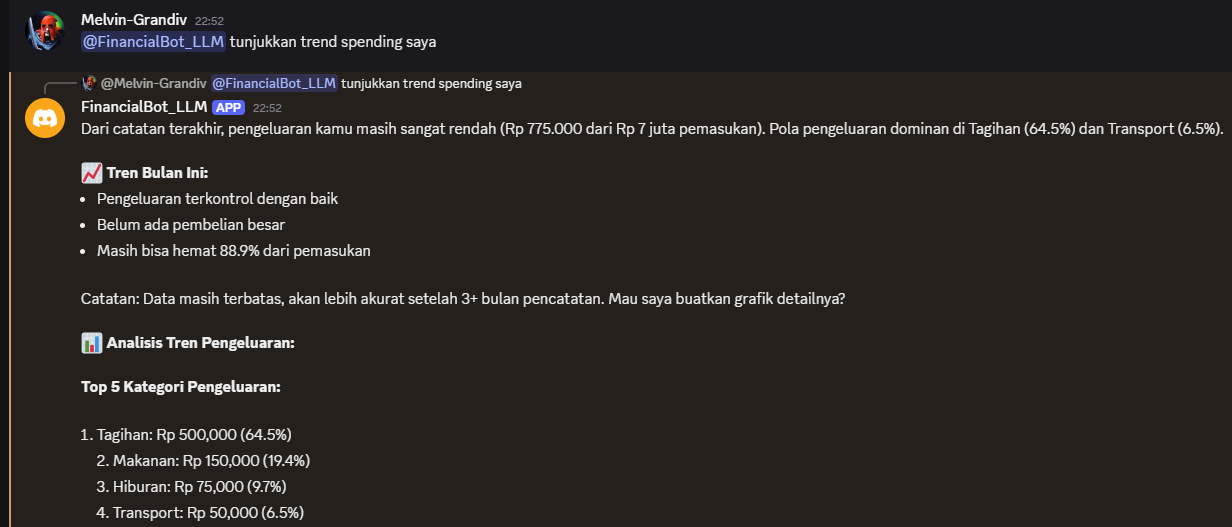 Melvin-Grandiv 22:52
@FinancialBot_LLM tunjukkan trend spending saya
@Melvin-Grandiv @FinancialBot_LLM tunjukkan trend spending saya
FinancialBot_LLM APP 22:52
Dari catatan terakhir, pengeluaran kamu masih sangat rendah (Rp 775.000 dari Rp 7 juta pemasukan). Pola pengeluaran dominan di Tagihan (64.5%) dan Transport (6.5%).
Tren Bulan Ini:
• Pengeluaran terkontrol dengan baik
• Belum ada pembelian besar
• Masih bisa hemat 88.9% dari pemasukan
Catatan: Data masih terbatas, akan lebih akurat setelah 3+ bulan pencatatan. Mau saya buatkan grafik detailnya?
Analisis Tren Pengeluaran:
Top 5 Kategori Pengeluaran:
1. Tagihan: Rp 500,000 (64.5%)
2. Makanan: Rp 150,000 (19.4%)
3. Hiburan: Rp 75,000 (9.7%)
4. Transport: Rp 50,000 (6.5%)